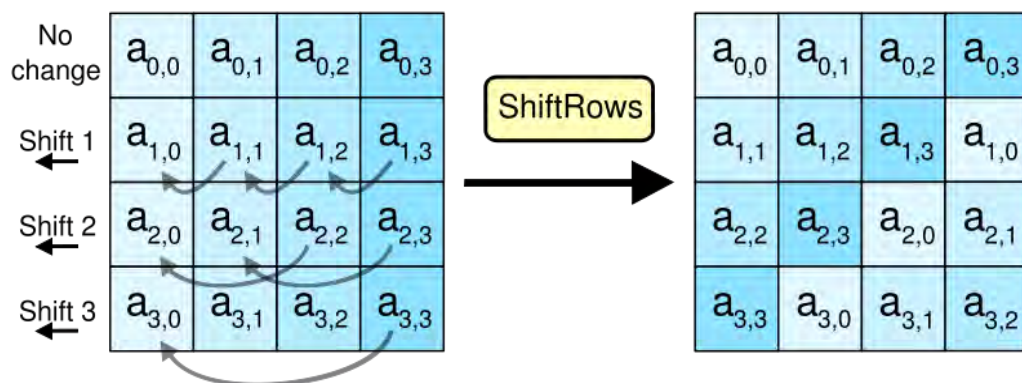 No
change
a0,0 a0,1 a0,2 a0,3
Shift 1
a1,0 a1,1 a1,2 a1,3
Shift 2
a2,0 a2,1 a2,2 a2,3
Shift 3
a3,0 a3,1 a3,2 a3,3
ShiftRows
a0,0 a0,1 a0,2 a0,3
a1,1 a1,2 a1,3 a1,0
a2,2 a2,3 a2,0 a2,1
a3,3 a3,0 a3,1 a3,2